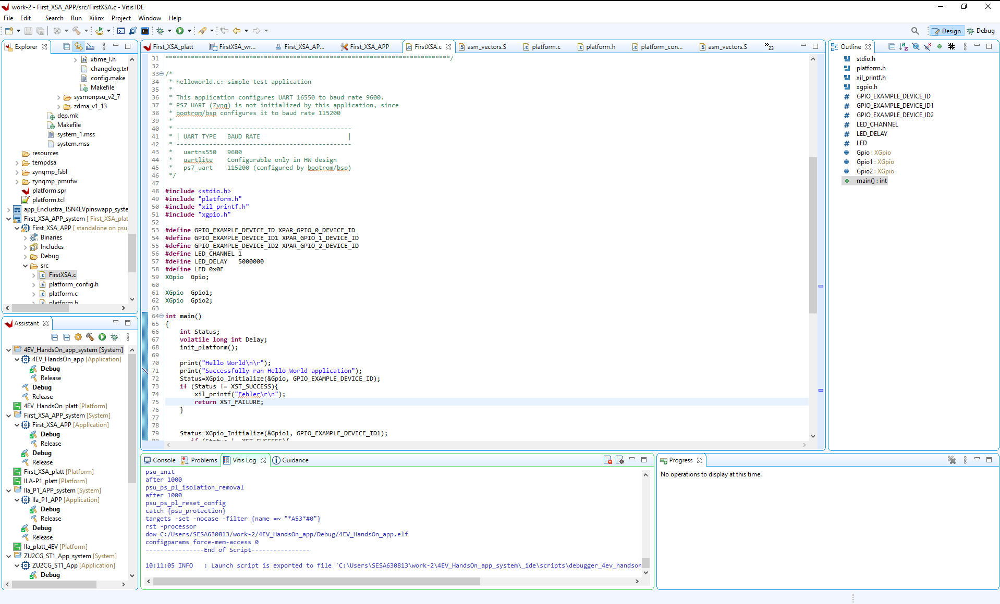 work-2 - First_XSA_APP/src/FirstXSA.c - Vitis IDE
File Edit Search Run Xilinx Project Window Help
Design Debug
Explorer
xtime_l.h
changelog.txt
config.make
Makefile
sysmonpsu_v2_7
zdma_v1_13
dep.mk
Makefile
system_1.mss
system.mss
resources
tempdsa
zynqmp_fsbl
zynqmp_pmufw
platform.spr
platform.tcl
app_Enclustra_TSN4EVpinswapp_syste
First_XSA_APP_system [ First_XSA_plat
First_XSA_APP [ standalone on psu_
Binaries
Includes
Debug
src
FirstXSA.c
platform_config.h
platform.c
platform.h
Assistant
4EV_HandsOn_app_system [System]
4EV_HandsOn_app [Application]
Debug
Release
Debug
Release
4EV_HandsOn_platt [Platform]
First_XSA_APP_system [System]
First_XSA_APP [Application]
Debug
Release
Debug
Release
First_XSA_platt [Platform]
ILA-P1_platt [Platform]
Ila_P1_APP_system [System]
Ila_P1_APP [Application]
Debug
Release
Debug
Release
Ila_platt_4EV [Platform]
ZU2CG_ST1_App_system [System]
ZU2CG_ST1_App [Application]
Debug
First_XSA_platt FirstXSA_wr... First_XSA_AP... First_XSA_APP FirstXSA.c asm_vectors.S platform.c platform.h platform_con... asm_vectors.S »23
31 ******************************************************************************/
32
33 /*
34  * helloworld.c: simple test application
35  *
36  * This application configures UART 16550 to baud rate 9600.
37  * PS7 UART (Zynq) is not initialized by this application, since
38  * bootrom/bsp configures it to baud rate 115200
39  *
40  * ------------------------------------------------
41  * | UART TYPE   BAUD RATE                        |
42  * ------------------------------------------------
43  *   uartns550   9600
44  *   uartlite    Configurable only in HW design
45  *   ps7_uart    115200 (configured by bootrom/bsp)
46  */
47
48 #include <stdio.h>
49 #include "platform.h"
50 #include "xil_printf.h"
51 #include "xgpio.h"
52
53 #define GPIO_EXAMPLE_DEVICE_ID XPAR_GPIO_0_DEVICE_ID
54 #define GPIO_EXAMPLE_DEVICE_ID1 XPAR_GPIO_1_DEVICE_ID
55 #define GPIO_EXAMPLE_DEVICE_ID2 XPAR_GPIO_2_DEVICE_ID
56 #define LED_CHANNEL 1
57 #define LED_DELAY   5000000
58 #define LED 0x0F
59 XGpio  Gpio;
60
61 XGpio  Gpio1;
62 XGpio  Gpio2;
63
64 int main()
65 {
66     int Status;
67     volatile long int Delay;
68     init_platform();
69
70     print("Hello World\n\r");
71     print("Successfully ran Hello World application");
72     Status=XGpio_Initialize(&Gpio, GPIO_EXAMPLE_DEVICE_ID);
73     if (Status != XST_SUCCESS){
74         xil_printf("Fehler\r\n");
75         return XST_FAILURE;
76     }
77
78
79     Status=XGpio_Initialize(&Gpio1, GPIO_EXAMPLE_DEVICE_ID1);
80        if (Status != XST_SUCCESS){
Outline
stdio.h
platform.h
xil_printf.h
xgpio.h
GPIO_EXAMPLE_DEVICE_ID
GPIO_EXAMPLE_DEVICE_ID1
GPIO_EXAMPLE_DEVICE_ID2
LED_CHANNEL
LED_DELAY
LED
Gpio : XGpio
Gpio1 : XGpio
Gpio2 : XGpio
main() : int
Console Problems Vitis Log Guidance
psu_init
after 1000
psu_ps_pl_isolation_removal
after 1000
psu_ps_pl_reset_config
catch {psu_protection}
targets -set -nocase -filter {name =~ "*A53*#0"}
rst -processor
dow C:/Users/SESA630813/work-2/4EV_HandsOn_app/Debug/4EV_HandsOn_app.elf
configparams force-mem-access 0
----------------End of Script----------------
10:11:05 INFO   : Launch script is exported to file 'C:\Users\SESA630813\work-2\4EV_HandsOn_app_system\_ide\scripts\debugger_4ev_handson
Progress
No operations to display at this time.